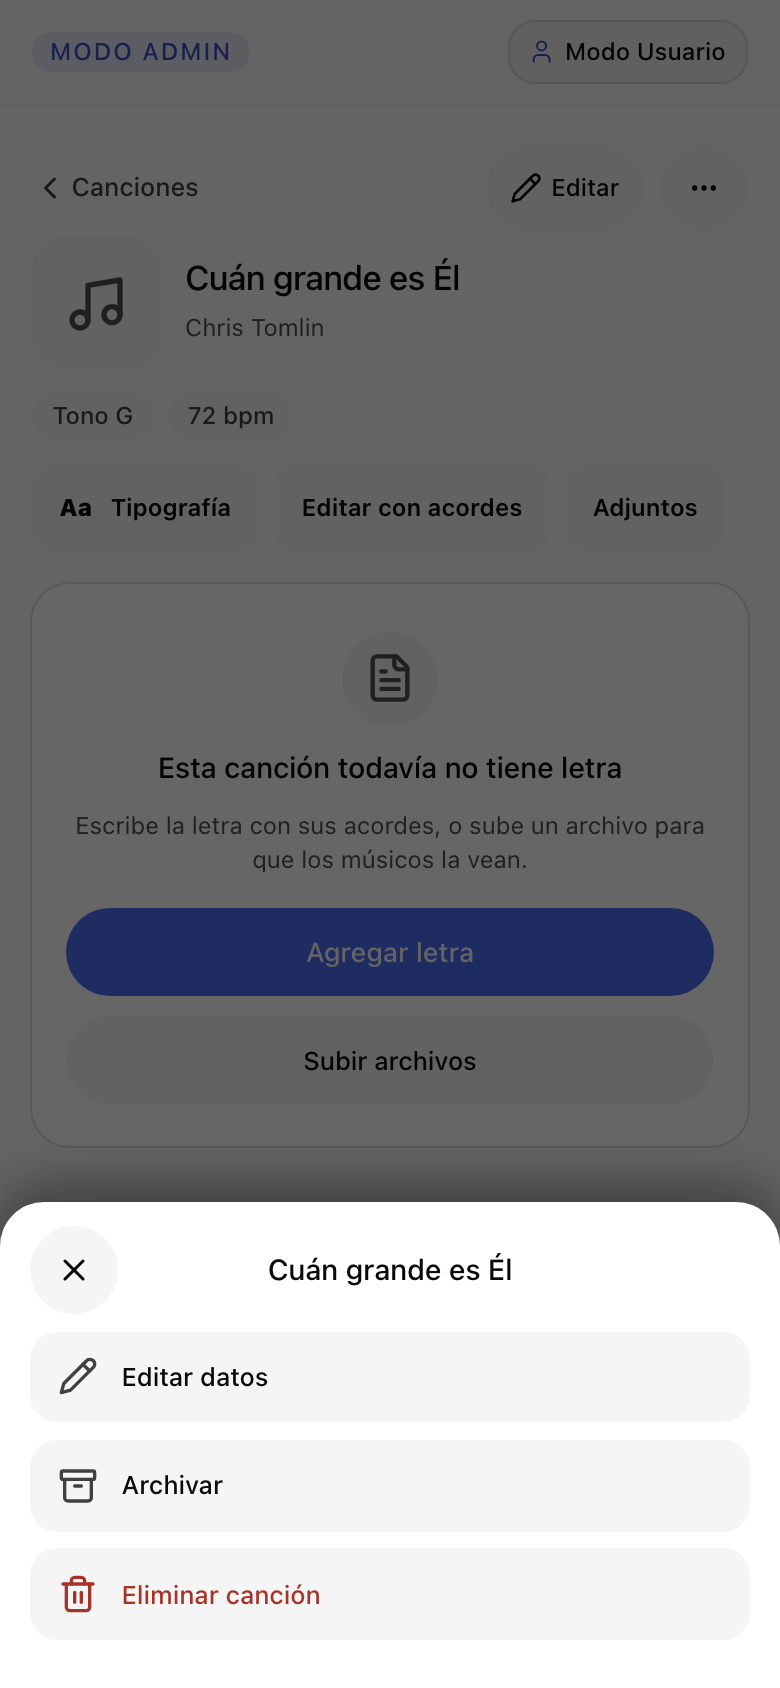 MODO ADMIN
Modo Usuario
Canciones
Editar
Cuán grande es Él
Chris Tomlin
Tono G
72 bpm
Aa Tipografía
Editar con acordes
Adjuntos
Esta canción todavía no tiene letra
Escribe la letra con sus acordes, o sube un archivo para
que los músicos la vean.
Agregar letra
Subir archivos
Cuán grande es Él
Editar datos
Archivar
Eliminar canción